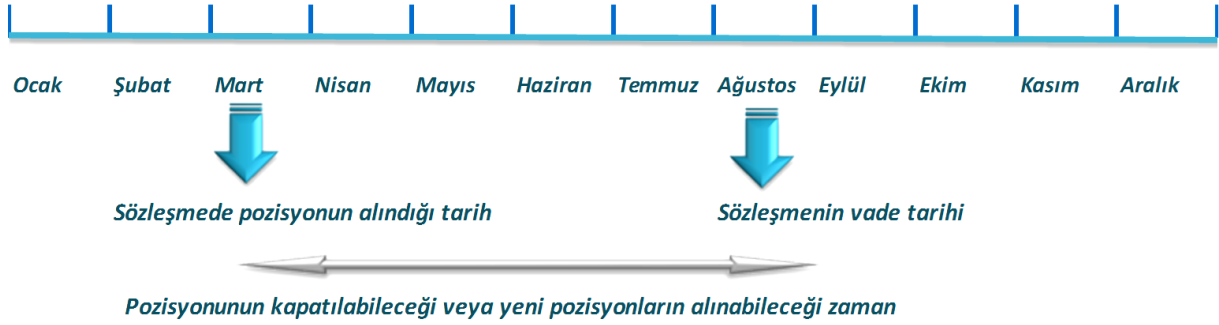 Ocak Şubat Mart Nisan Mayıs Haziran Temmuz Ağustos Eylül Ekim Kasım Aralık
Sözleşmede pozisyonun alındığı tarih Sözleşmenin vade tarihi
Pozisyonunun kapatılabileceği veya yeni pozisyonların alınabileceği zaman